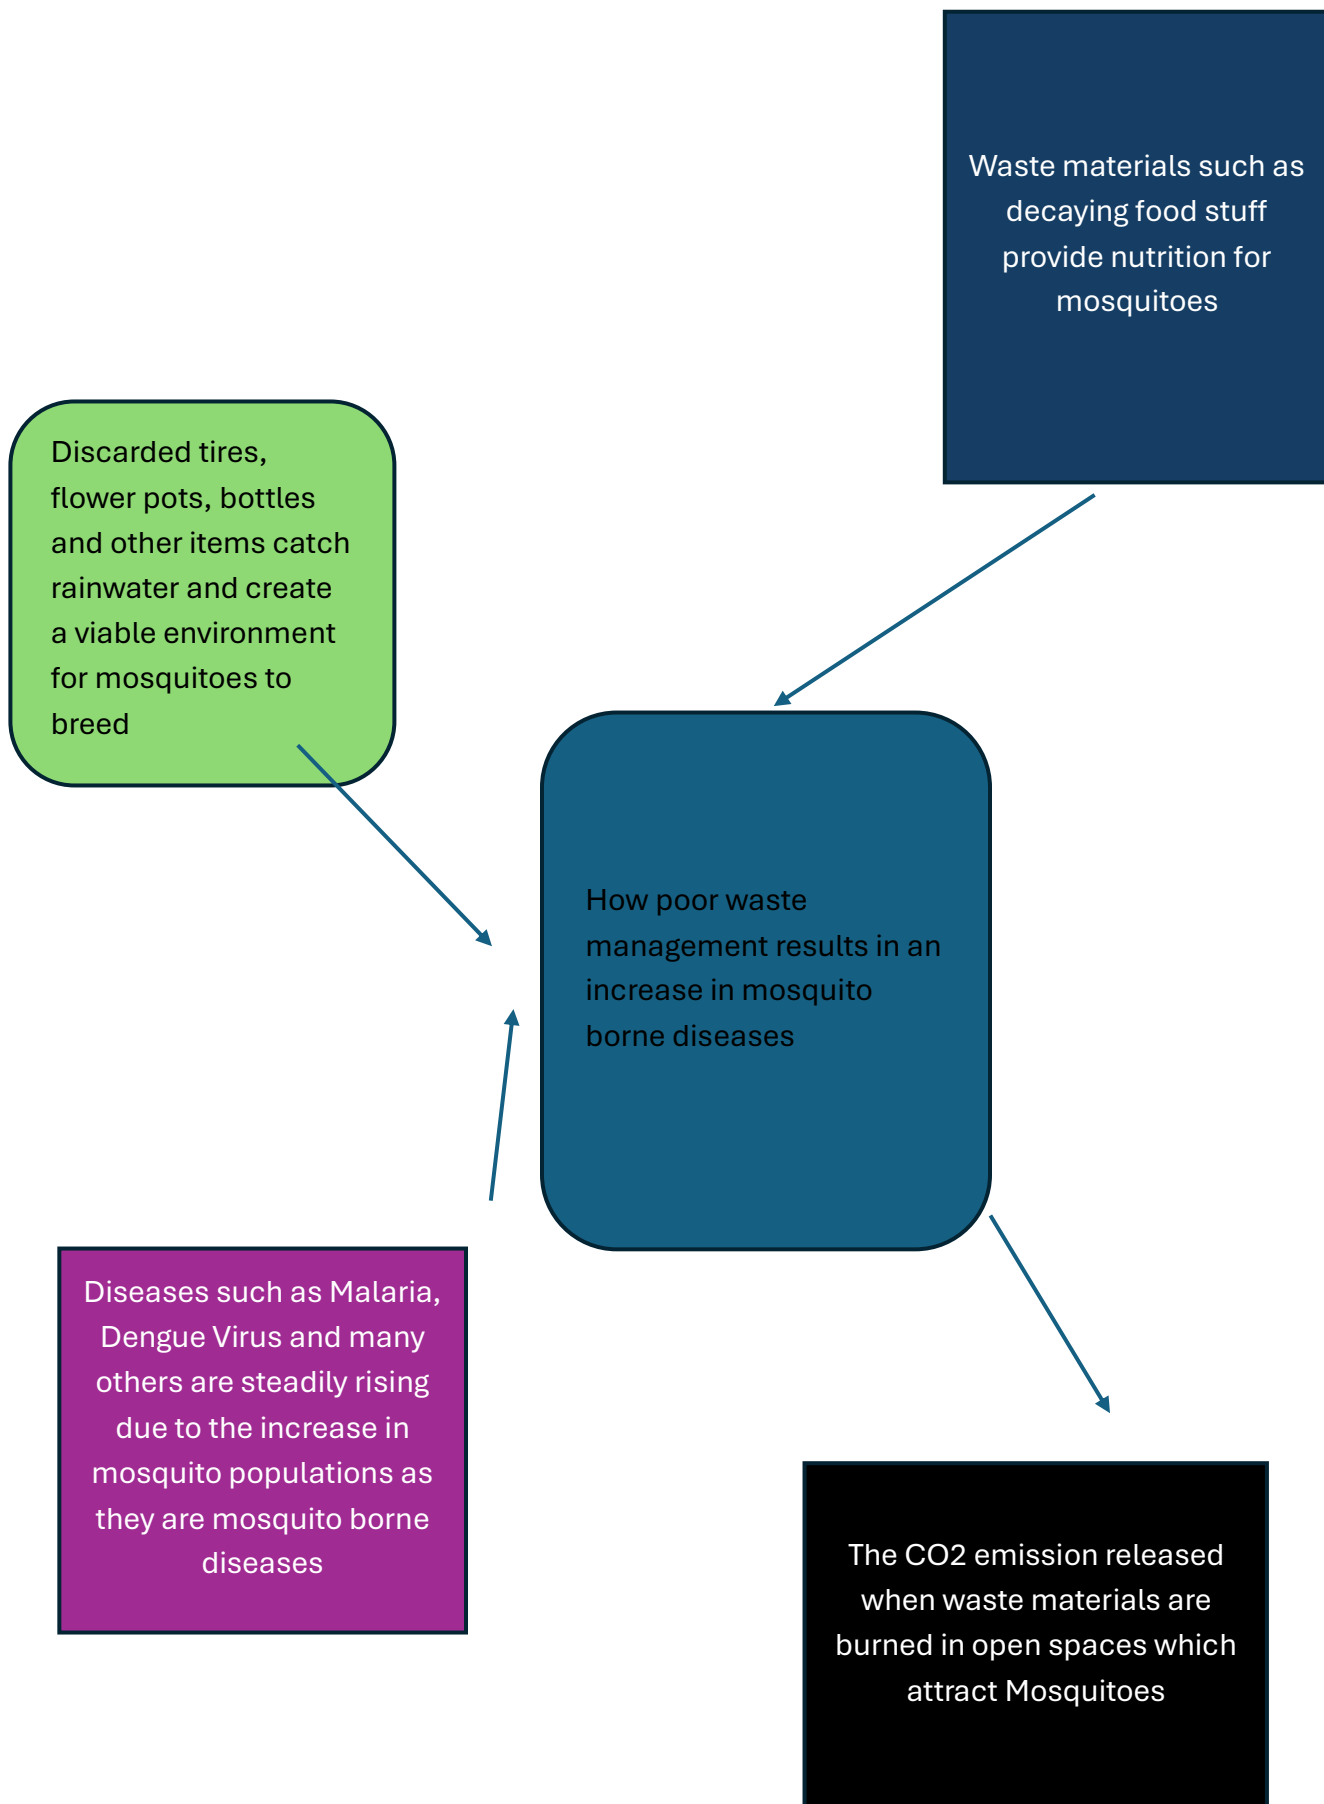 Waste materials such as
decaying food stuff
provide nutrition for
mosquitoes
Discarded tires,
flower pots, bottles
and other items catch
rainwater and create
a viable environment
for mosquitoes to
breed
How poor waste
management results in an
increase in mosquito
borne diseases
Diseases such as Malaria,
Dengue Virus and many
others are steadily rising
due to the increase in
mosquito populations as
they are mosquito borne
diseases
The CO2 emission released
when waste materials are
burned in open spaces which
attract Mosquitoes